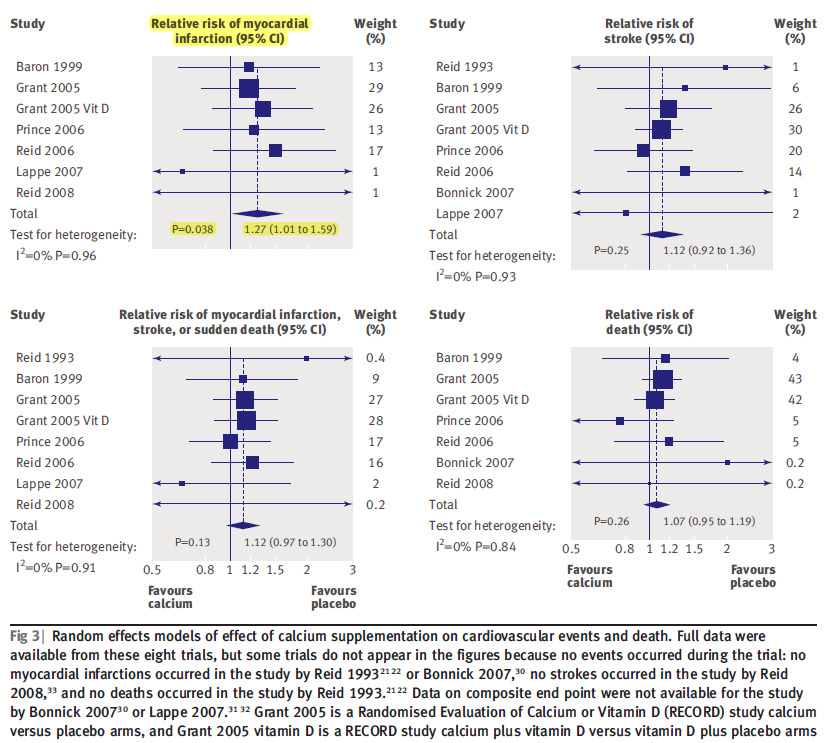 Study
Relative risk of myocardial
infarction (95% CI)
Weight
(%)
Baron 1999 13
Grant 2005 29
Grant 2005 Vit D 26
Prince 2006 13
Reid 2006 17
Lappe 2007 1
Reid 2008 1
Total
Test for heterogeneity: P=0.038 1.27 (1.01 to 1.59)
I²=0% P=0.96
Study
Relative risk of
stroke (95% CI)
Weight
(%)
Reid 1993 1
Baron 1999 6
Grant 2005 26
Grant 2005 Vit D 30
Prince 2006 20
Reid 2006 14
Bonnick 2007 1
Lappe 2007 2
Total
Test for heterogeneity: P=0.25 1.12 (0.92 to 1.36)
I²=0% P=0.93
Study
Relative risk of myocardial infarction,
stroke, or sudden death (95% CI)
Weight
(%)
Reid 1993 0.4
Baron 1999 9
Grant 2005 27
Grant 2005 Vit D 28
Prince 2006 17
Reid 2006 16
Lappe 2007 2
Reid 2008 0.2
Total
Test for heterogeneity: P=0.13 1.12 (0.97 to 1.30)
I²=0% P=0.91
0.5 0.8 1 1.2 1.5 2 3
Favours
calcium
Favours
placebo
Study
Relative risk of
death (95% CI)
Weight
(%)
Baron 1999 4
Grant 2005 43
Grant 2005 Vit D 42
Prince 2006 5
Reid 2006 5
Bonnick 2007 0.2
Reid 2008 0.2
Total
Test for heterogeneity: P=0.26 1.07 (0.95 to 1.19)
I²=0% P=0.84
0.5 0.8 1 1.2 1.5 2 3
Favours
calcium
Favours
placebo
Fig 3| Random effects models of effect of calcium supplementation on cardiovascular events and death. Full data were
available from these eight trials, but some trials do not appear in the figures because no events occurred during the trial: no
myocardial infarctions occurred in the study by Reid 1993²¹ ²² or Bonnick 2007,³⁰ no strokes occurred in the study by Reid
2008,³³ and no deaths occurred in the study by Reid 1993.²¹ ²² Data on composite end point were not available for the study
by Bonnick 2007³⁰ or Lappe 2007.³¹ ³² Grant 2005 is a Randomised Evaluation of Calcium or Vitamin D (RECORD) study calcium
versus placebo arms, and Grant 2005 vitamin D is a RECORD study calcium plus vitamin D versus vitamin D plus placebo arms